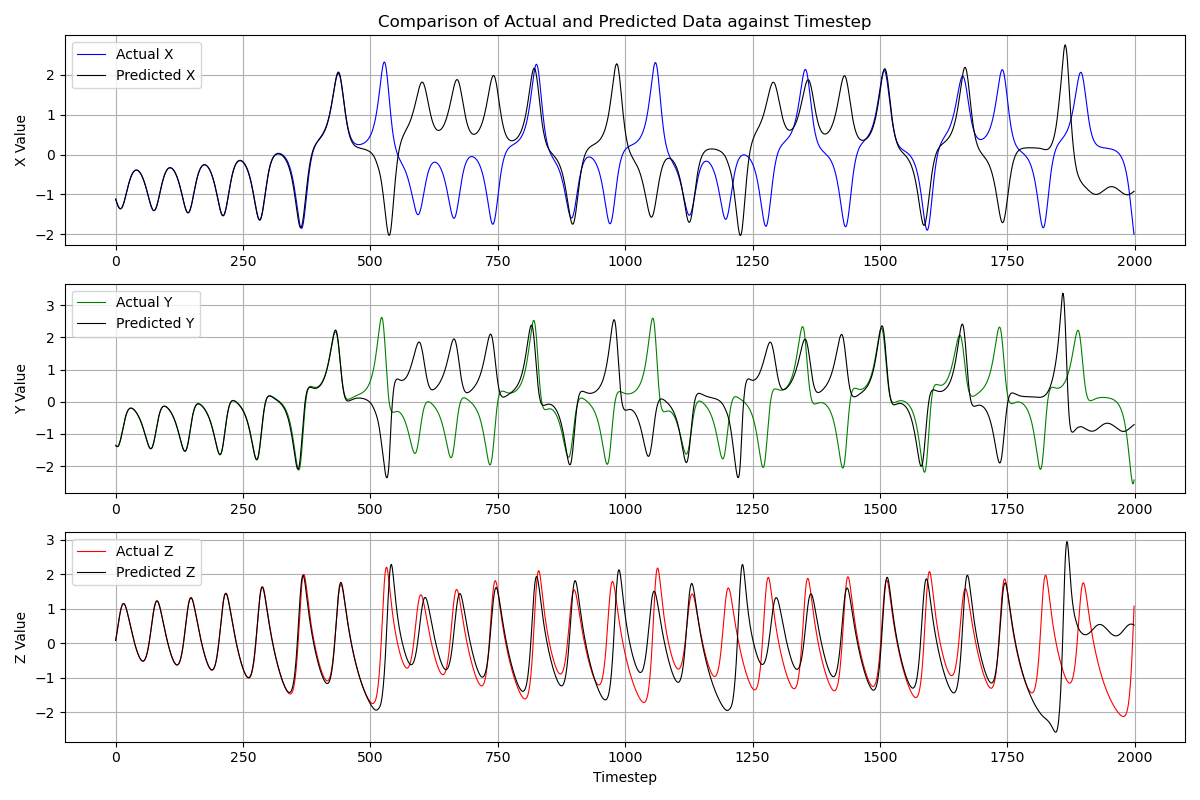 Comparison of Actual and Predicted Data against Timestep
Actual X
Predicted X
X Value
2
1
0
−1
−2
0 250 500 750 1000 1250 1500 1750 2000
Actual Y
Predicted Y
Y Value
3
2
1
0
−1
−2
0 250 500 750 1000 1250 1500 1750 2000
Actual Z
Predicted Z
Z Value
3
2
1
0
−1
−2
0 250 500 750 1000 1250 1500 1750 2000
Timestep